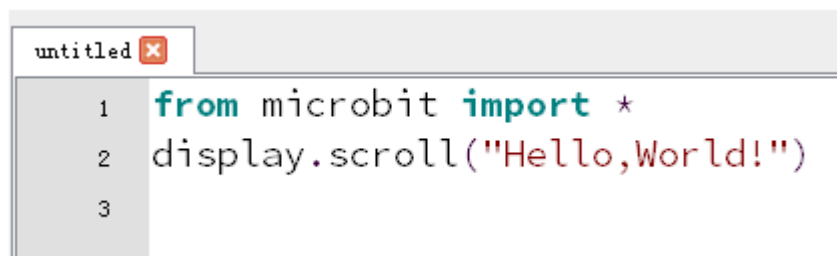 untitled
1 from microbit import *
2 display.scroll("Hello,World!")
3